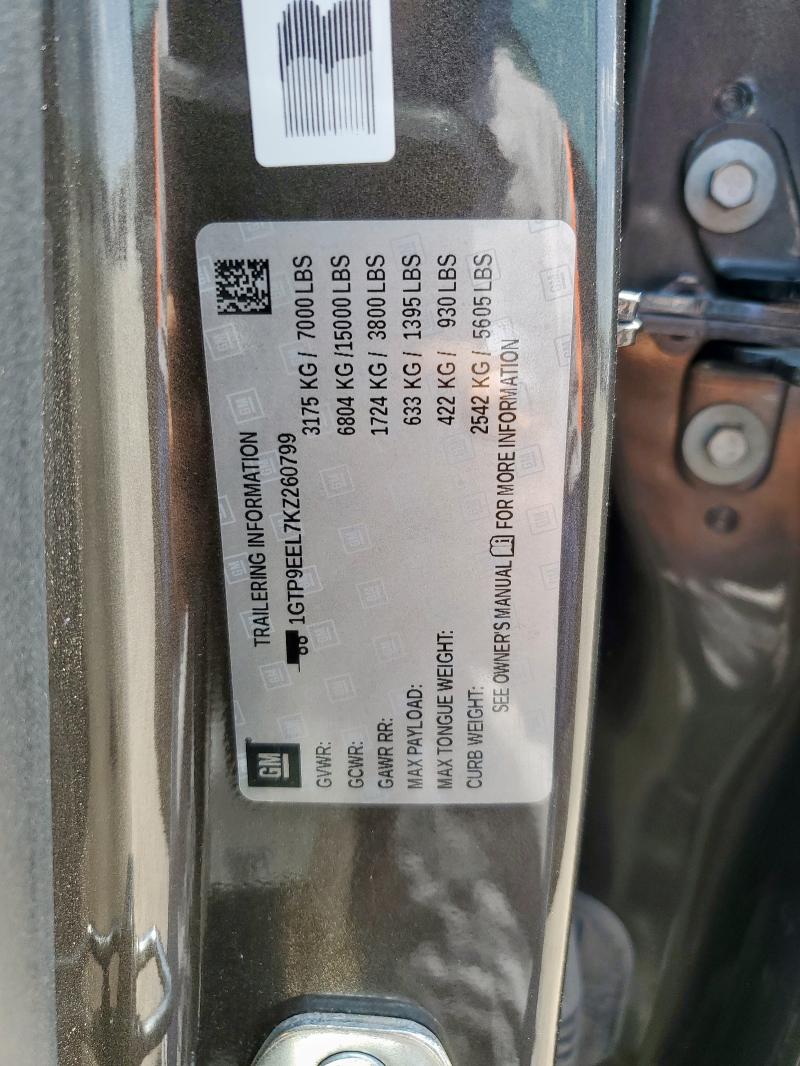 GM
TRAILERING INFORMATION
1GTP9EEL7KZ260799
GVWR: 3175 KG / 7000 LBS
GCWR: 6804 KG /15000 LBS
GAWR RR: 1724 KG / 3800 LBS
MAX PAYLOAD: 633 KG / 1395 LBS
MAX TONGUE WEIGHT: 422 KG / 930 LBS
CURB WEIGHT: 2542 KG / 5605 LBS
SEE OWNER'S MANUAL FOR MORE INFORMATION